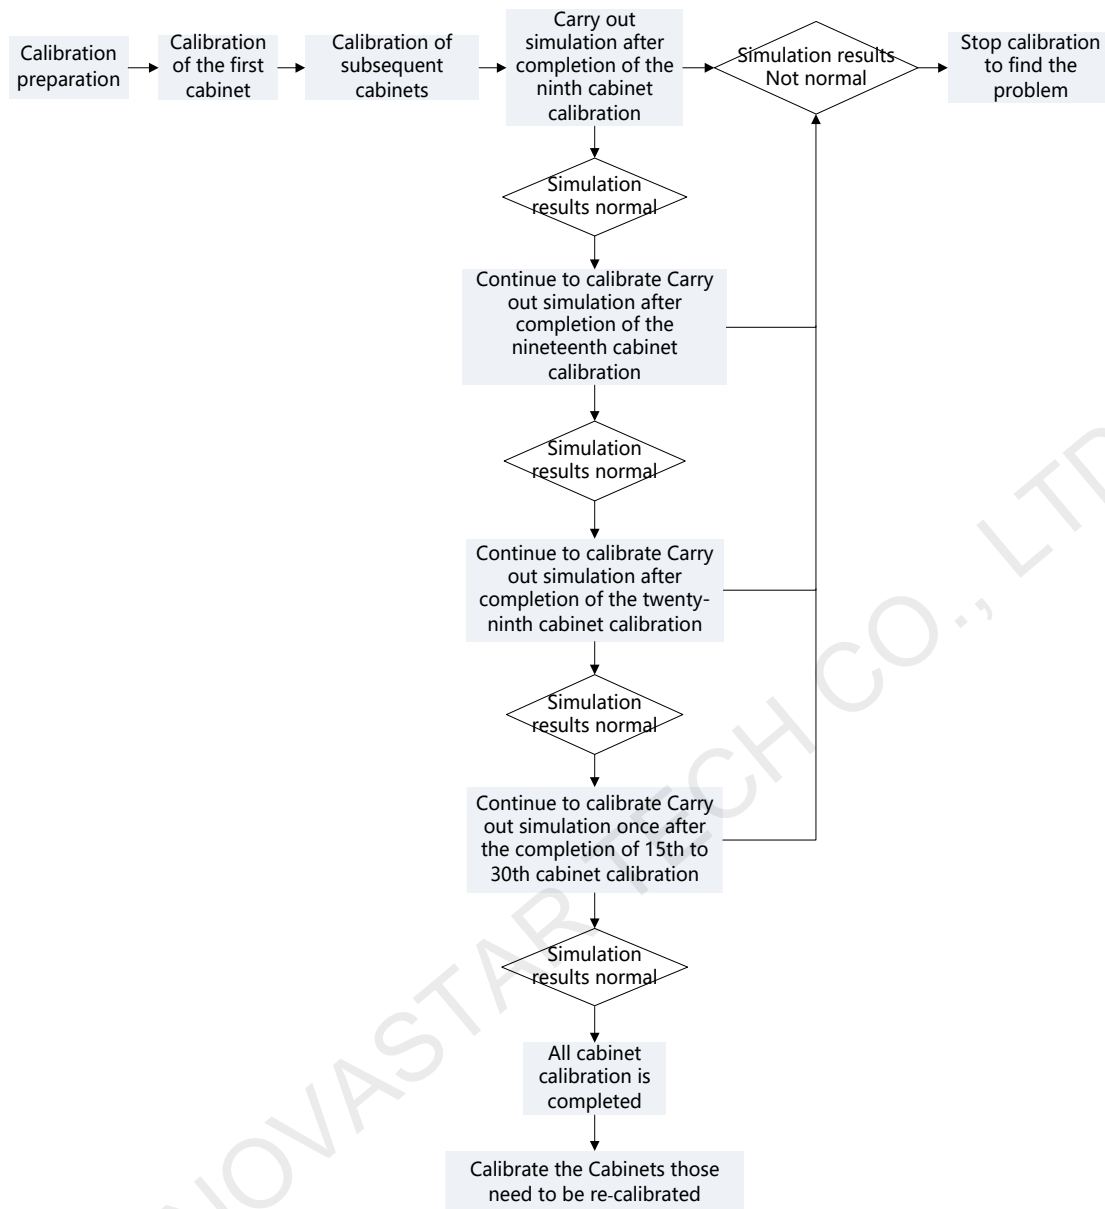 Calibration
preparation
Calibration
of the first
cabinet
Calibration of
subsequent
cabinets
Carry out
simulation after
completion of the
ninth cabinet
calibration
Simulation results
Not normal
Stop calibration
to find the
problem
Simulation
results normal
Continue to calibrate Carry
out simulation after
completion of the
nineteenth cabinet
calibration
Simulation
results normal
Continue to calibrate Carry
out simulation after
completion of the twenty-
ninth cabinet calibration
Simulation
results normal
Continue to calibrate Carry
out simulation once after
the completion of 15th to
30th cabinet calibration
Simulation
results normal
All cabinet
calibration is
completed
Calibrate the Cabinets those
need to be re-calibrated
NOVASTAR TECH CO., LTD